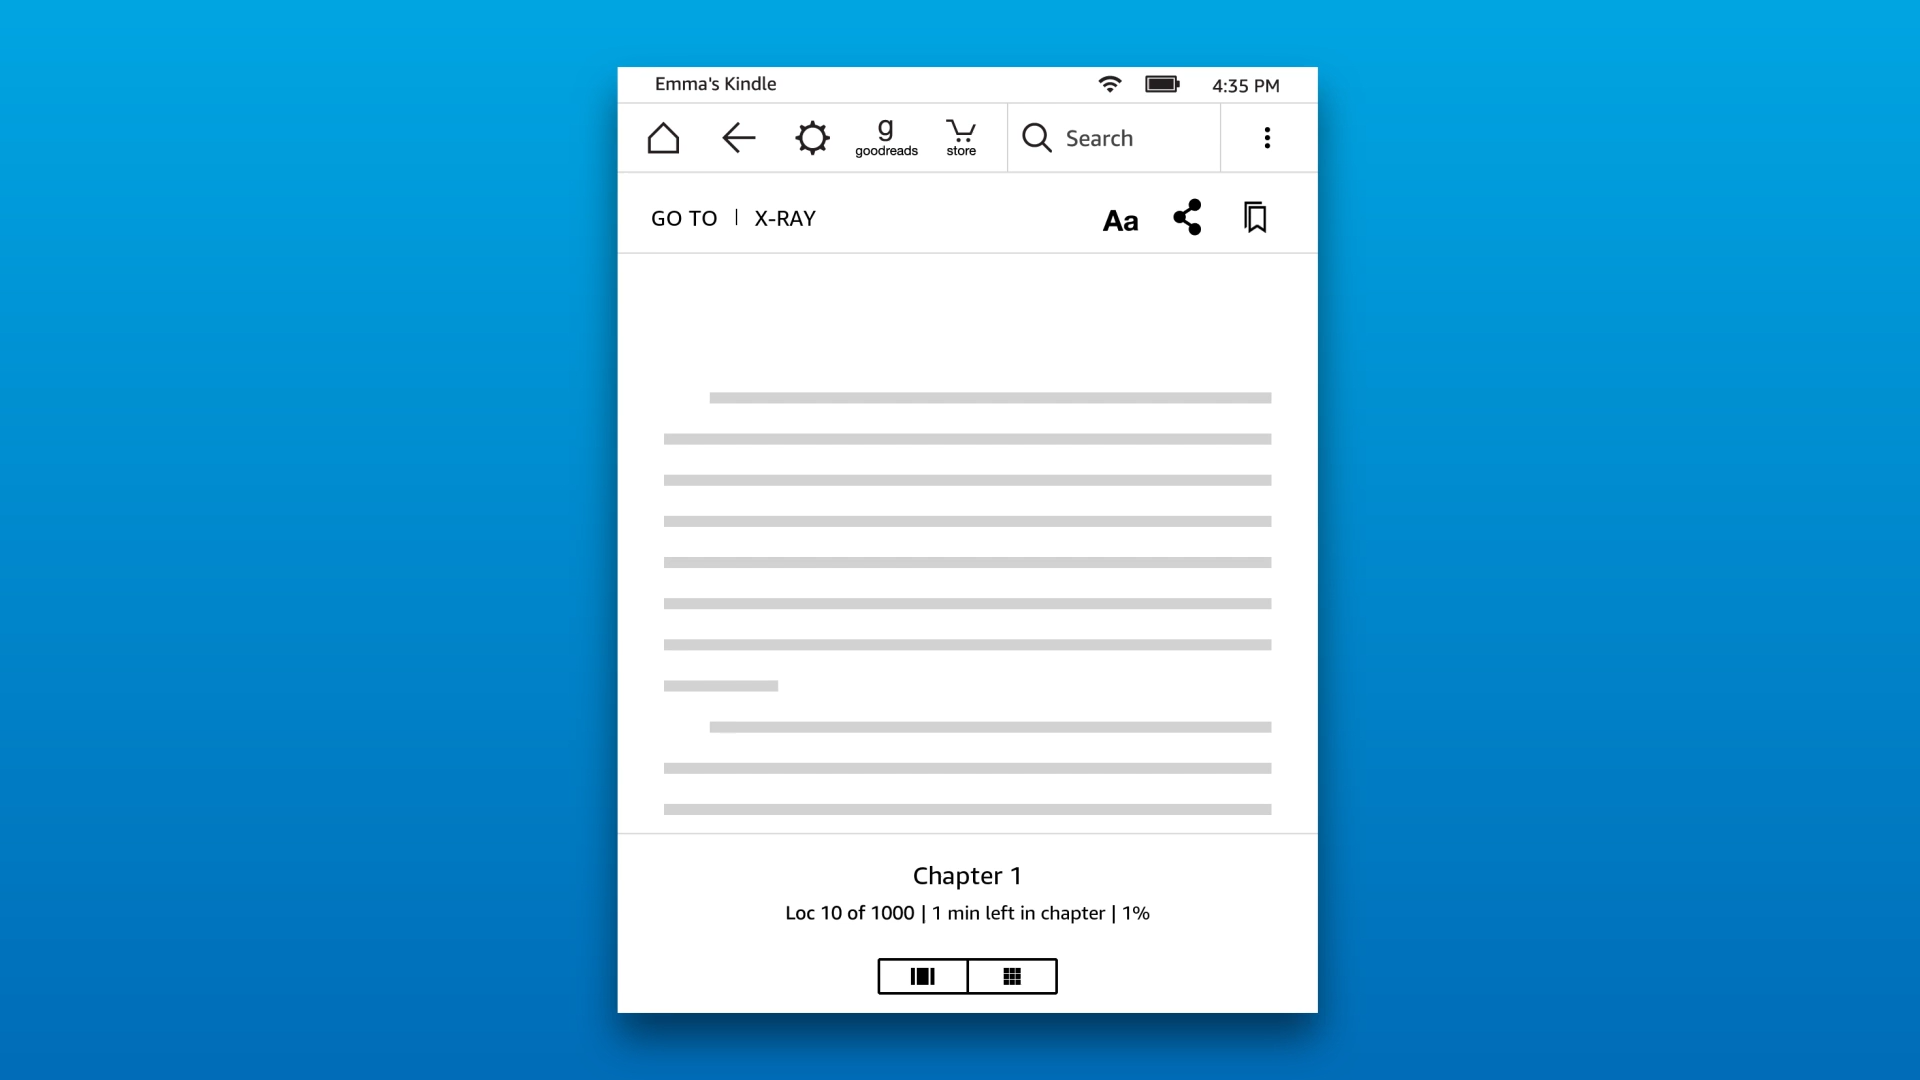 Emma's Kindle 4:35 PM
g
goodreads store Search
GO TO | X-RAY Aa
Chapter 1
Loc 10 of 1000 | 1 min left in chapter | 1%